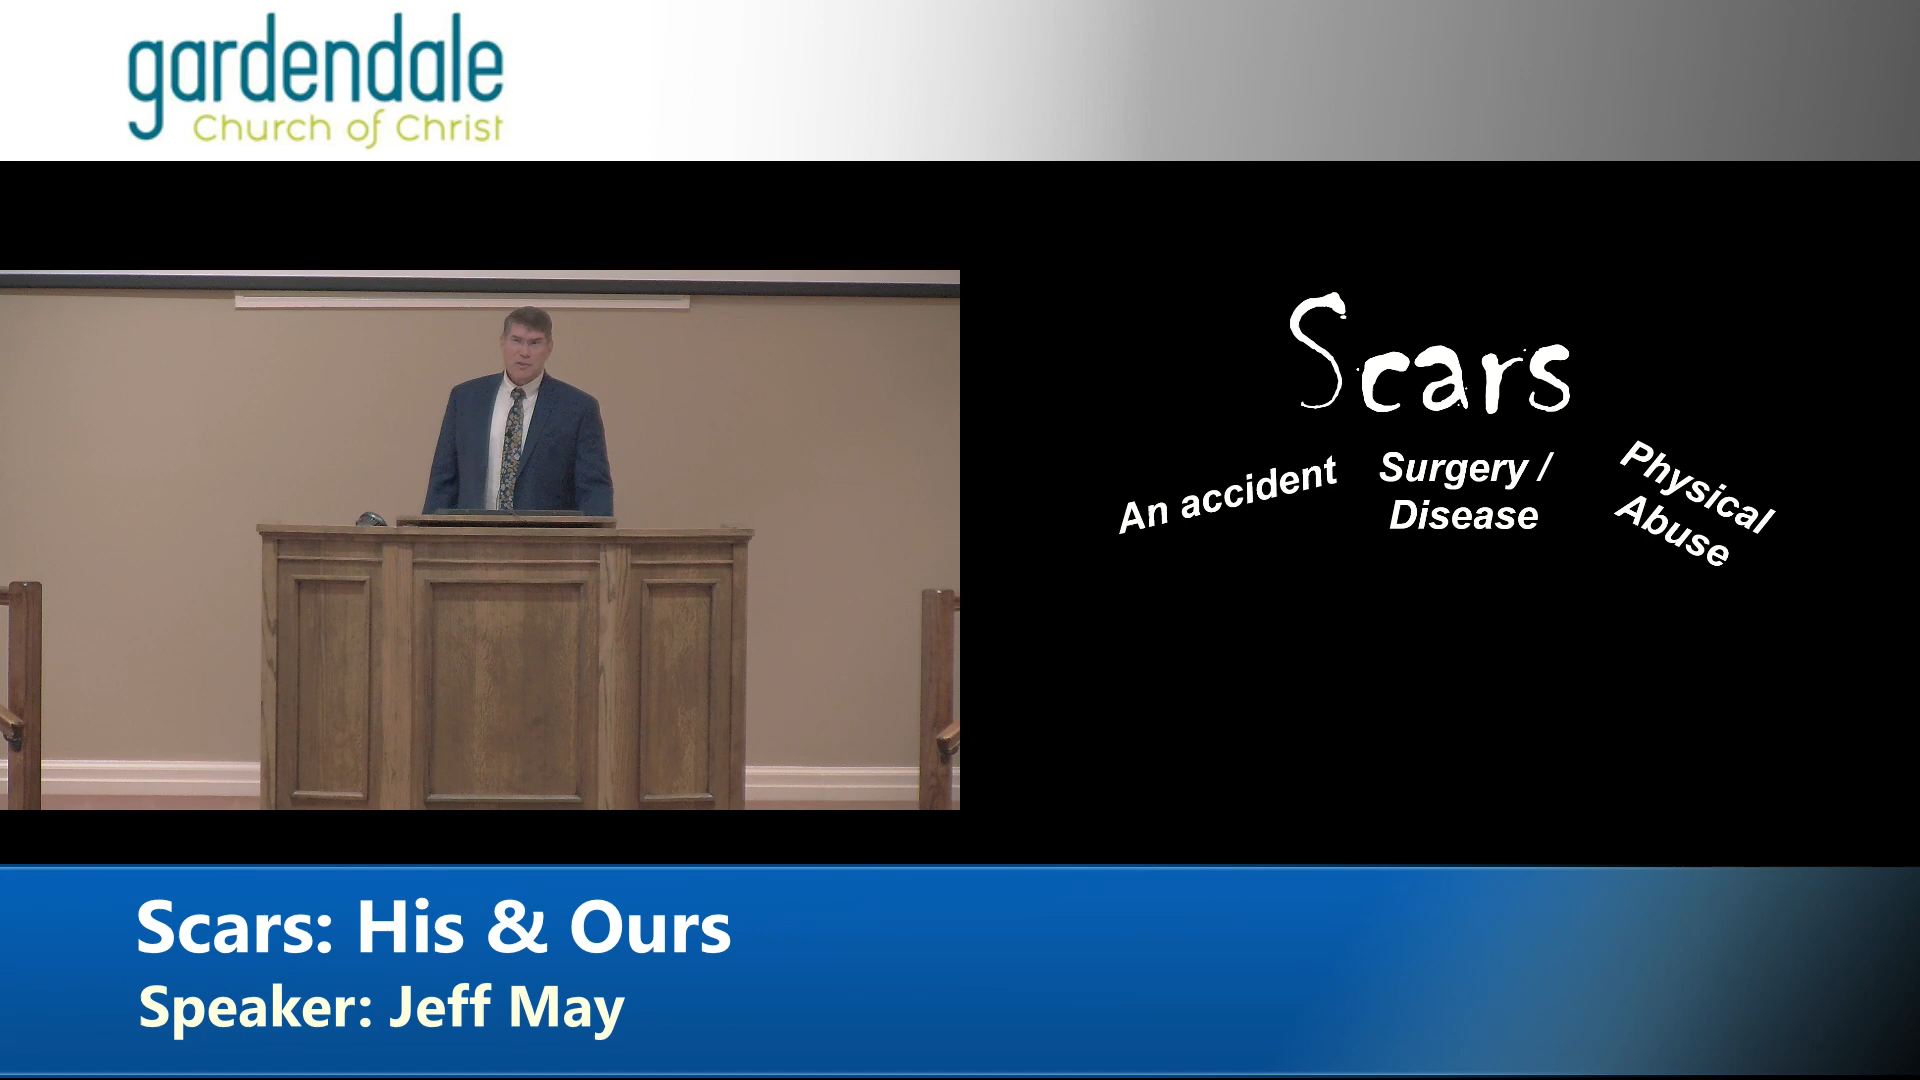 gardendale
Church of Christ
Scars
An accident
Surgery /
Disease
Physical
Abuse
Scars: His & Ours
Speaker: Jeff May